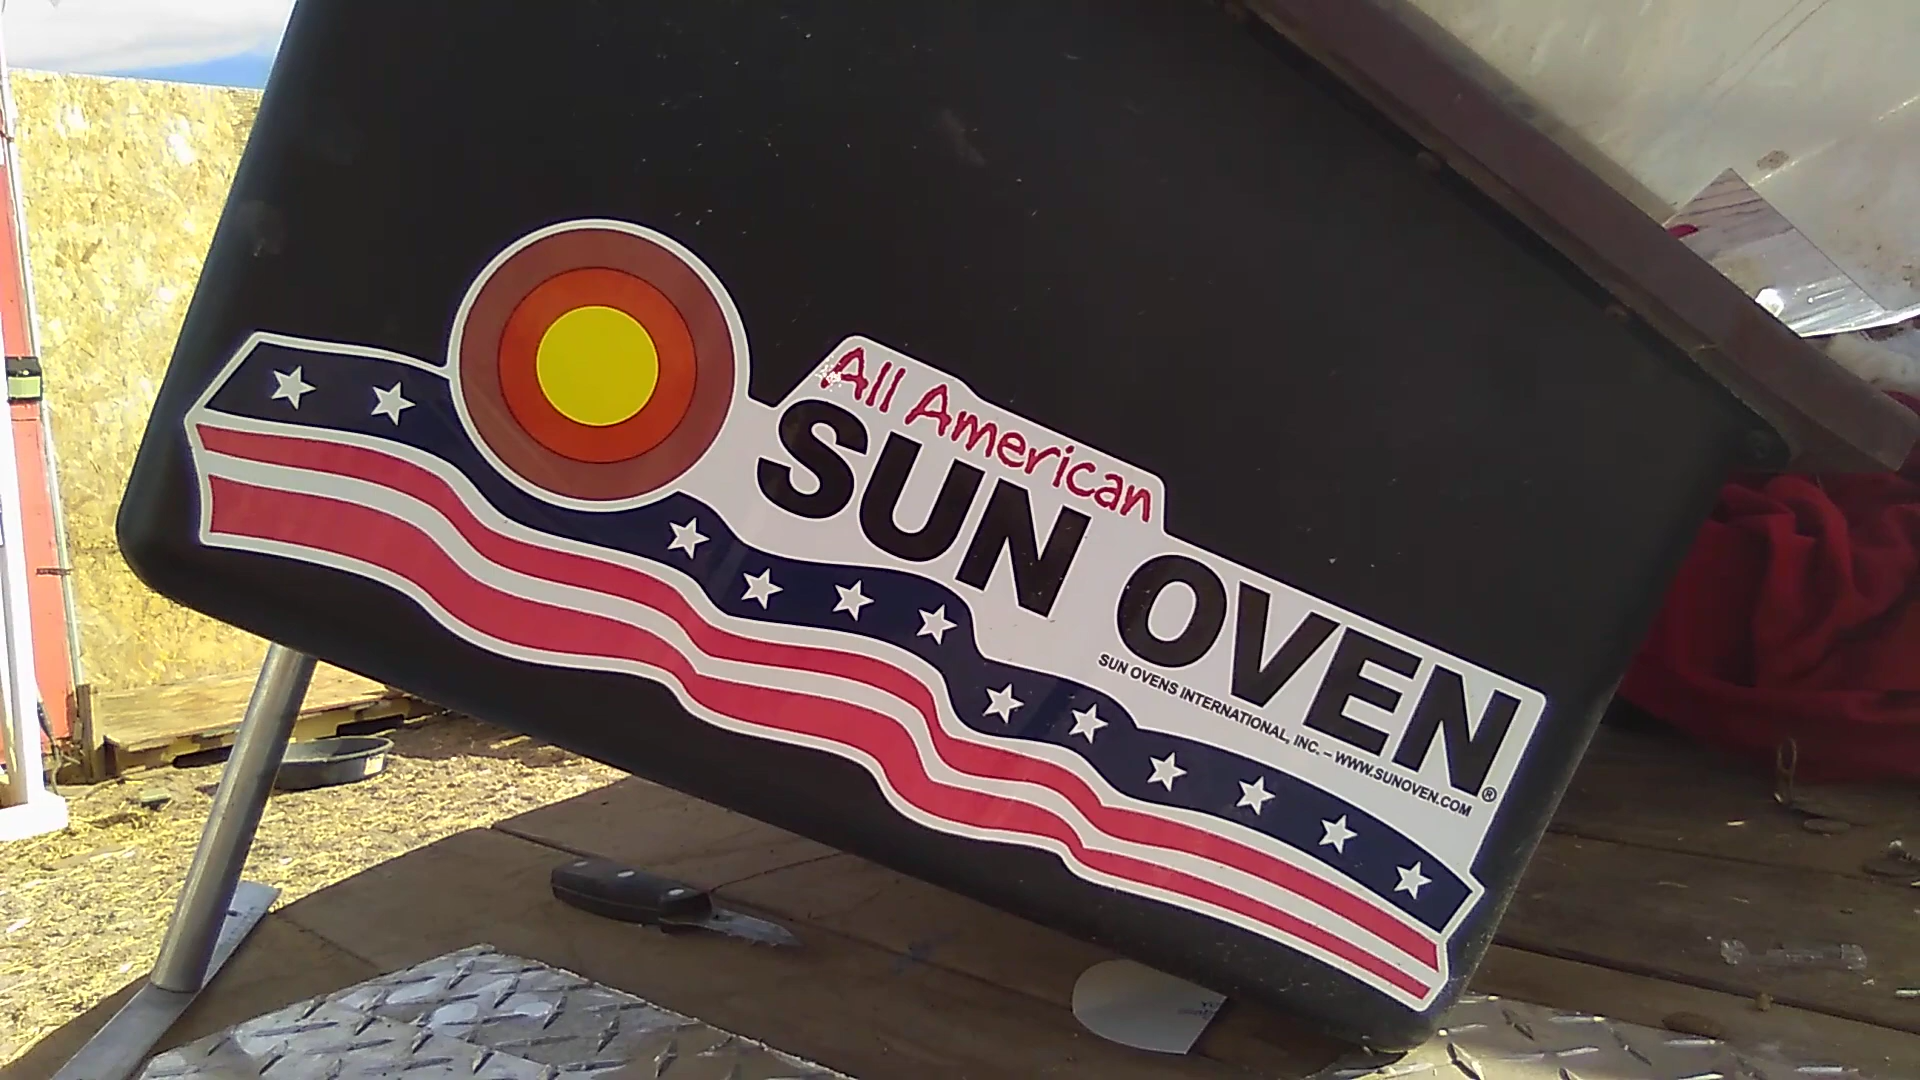 All American
SUN OVEN®
SUN OVENS INTERNATIONAL, INC. – WWW.SUNOVEN.COM